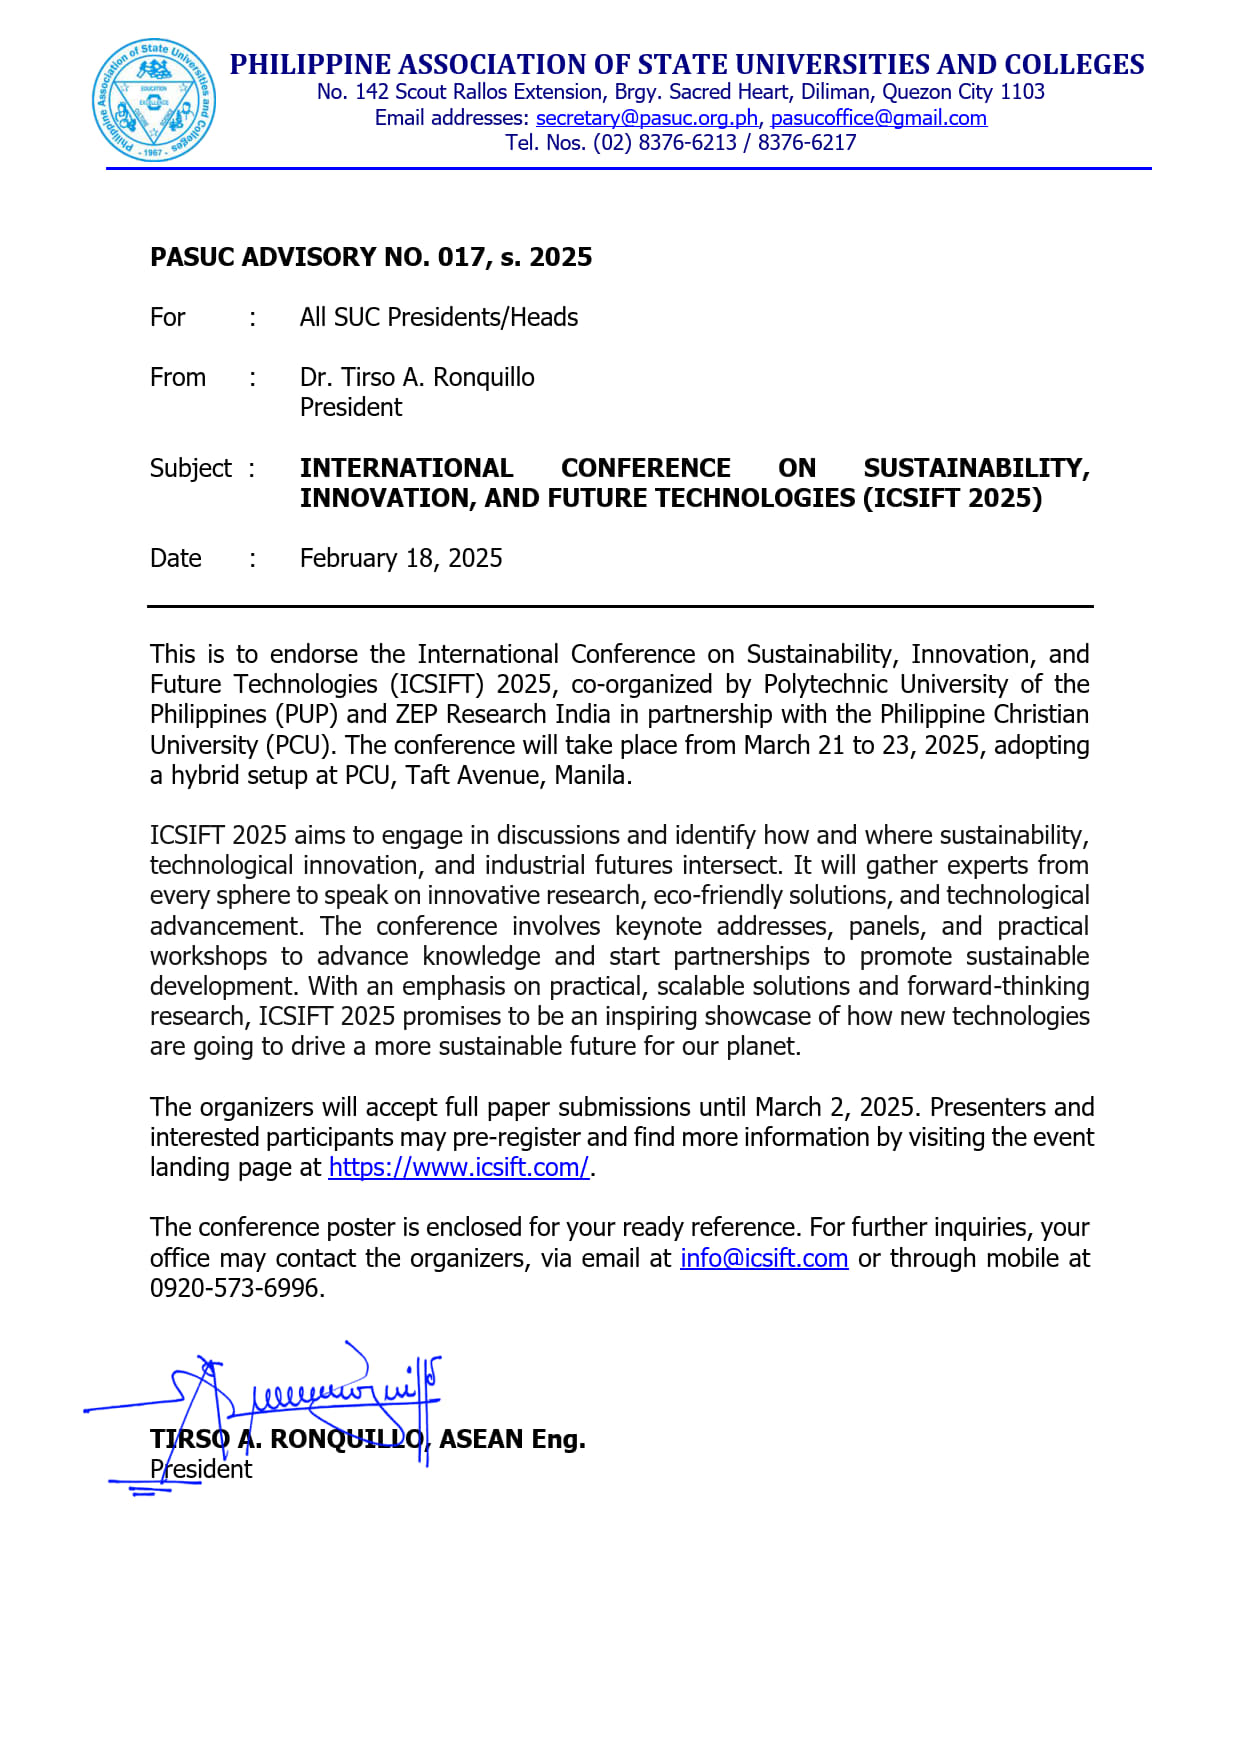 Philippine Association of State Universities and Colleges
EDUCATION
EXCELLENCE
CULTURE
SCIENCE
- 1967 -
PHILIPPINE ASSOCIATION OF STATE UNIVERSITIES AND COLLEGES
No. 142 Scout Rallos Extension, Brgy. Sacred Heart, Diliman, Quezon City 1103
Email addresses: secretary@pasuc.org.ph, pasucoffice@gmail.com
Tel. Nos. (02) 8376-6213 / 8376-6217
PASUC ADVISORY NO. 017, s. 2025
For : All SUC Presidents/Heads
From : Dr. Tirso A. Ronquillo
President
Subject : INTERNATIONAL CONFERENCE ON SUSTAINABILITY,
INNOVATION, AND FUTURE TECHNOLOGIES (ICSIFT 2025)
Date : February 18, 2025
This is to endorse the International Conference on Sustainability, Innovation, and
Future Technologies (ICSIFT) 2025, co-organized by Polytechnic University of the
Philippines (PUP) and ZEP Research India in partnership with the Philippine Christian
University (PCU). The conference will take place from March 21 to 23, 2025, adopting
a hybrid setup at PCU, Taft Avenue, Manila.
ICSIFT 2025 aims to engage in discussions and identify how and where sustainability,
technological innovation, and industrial futures intersect. It will gather experts from
every sphere to speak on innovative research, eco-friendly solutions, and technological
advancement. The conference involves keynote addresses, panels, and practical
workshops to advance knowledge and start partnerships to promote sustainable
development. With an emphasis on practical, scalable solutions and forward-thinking
research, ICSIFT 2025 promises to be an inspiring showcase of how new technologies
are going to drive a more sustainable future for our planet.
The organizers will accept full paper submissions until March 2, 2025. Presenters and
interested participants may pre-register and find more information by visiting the event
landing page at https://www.icsift.com/.
The conference poster is enclosed for your ready reference. For further inquiries, your
office may contact the organizers, via email at info@icsift.com or through mobile at
0920-573-6996.
TIRSO A. RONQUILLO, ASEAN Eng.
President